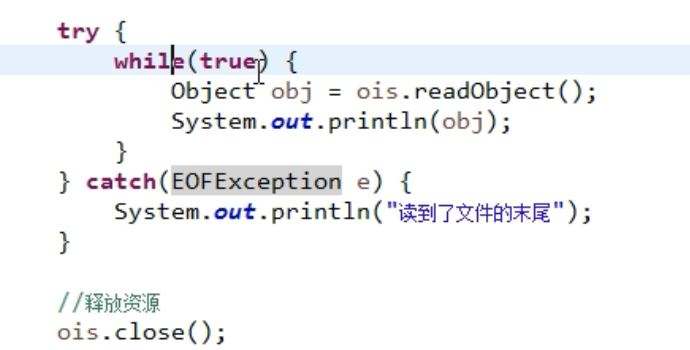 try {
while(true) {
Object obj = ois.readObject();
System.out.println(obj);
}
} catch(EOFException e) {
System.out.println("读到了文件的末尾");
}
//释放资源
ois.close();